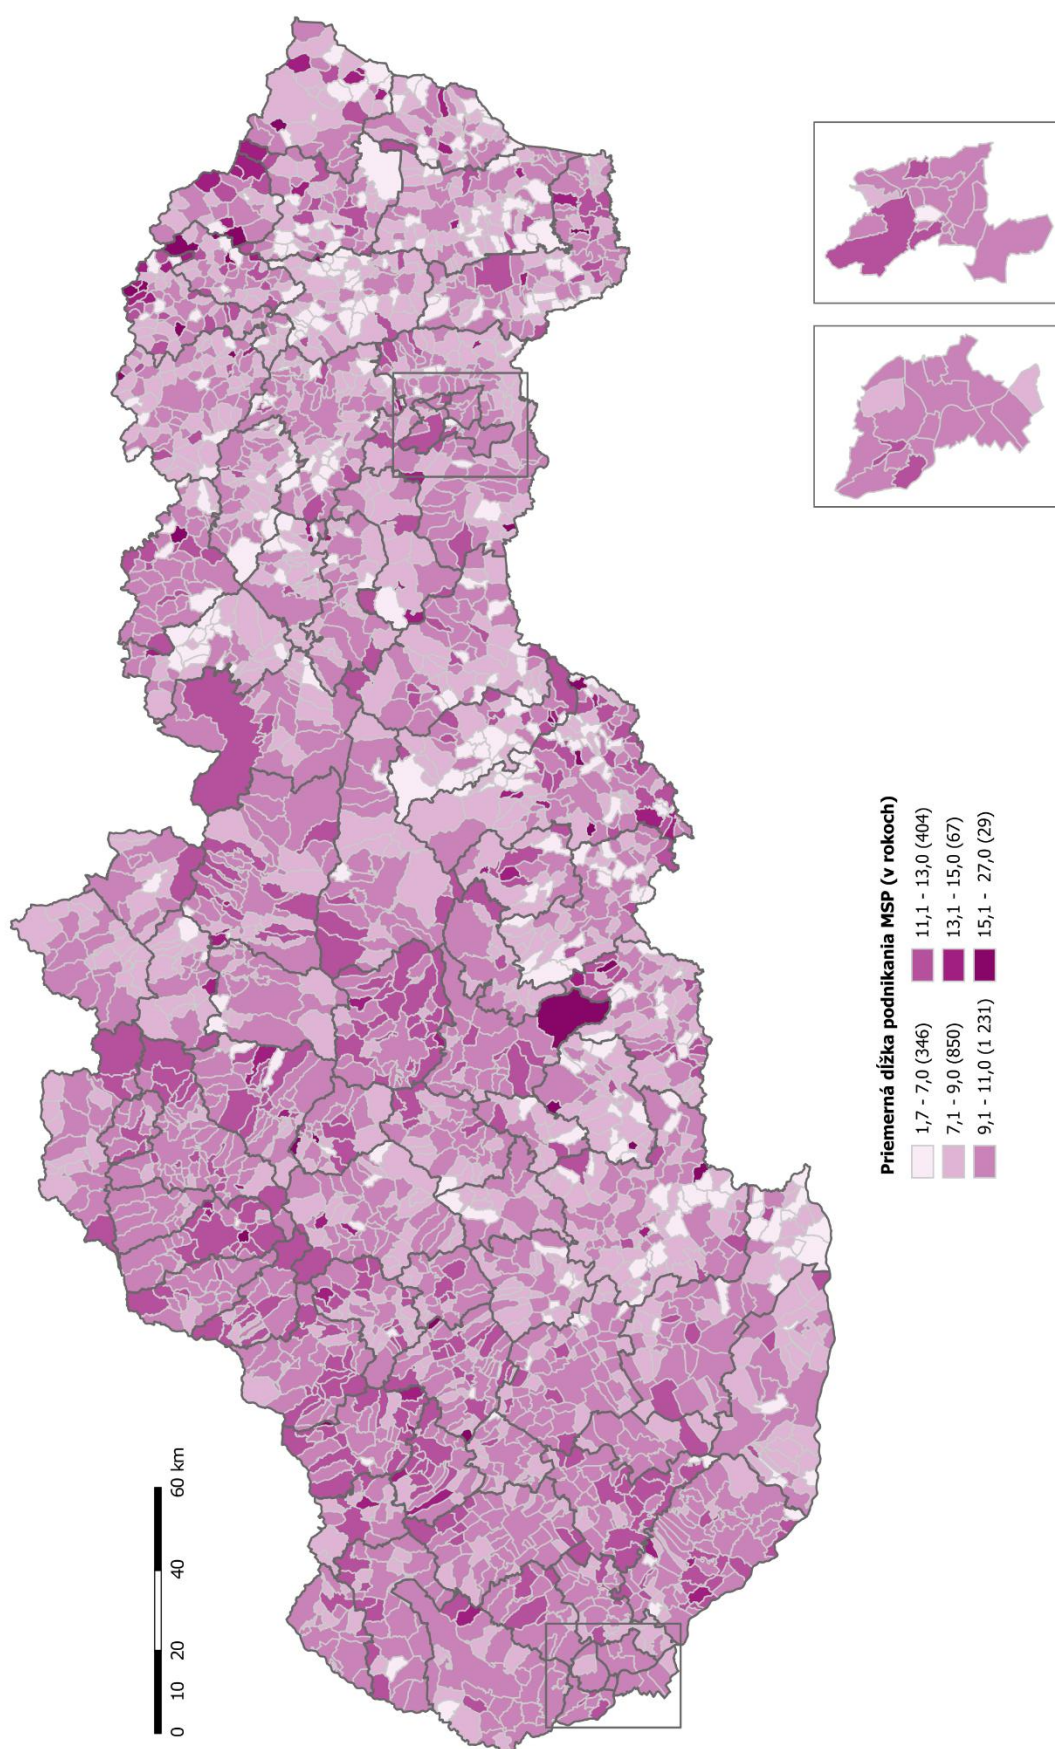 0 10 20 40 60 km
Priemerná dĺžka podnikania MSP (v rokoch)
1,7 - 7,0 (346)
7,1 - 9,0 (850)
9,1 - 11,0 (1 231)
11,1 - 13,0 (404)
13,1 - 15,0 (67)
15,1 - 27,0 (29)